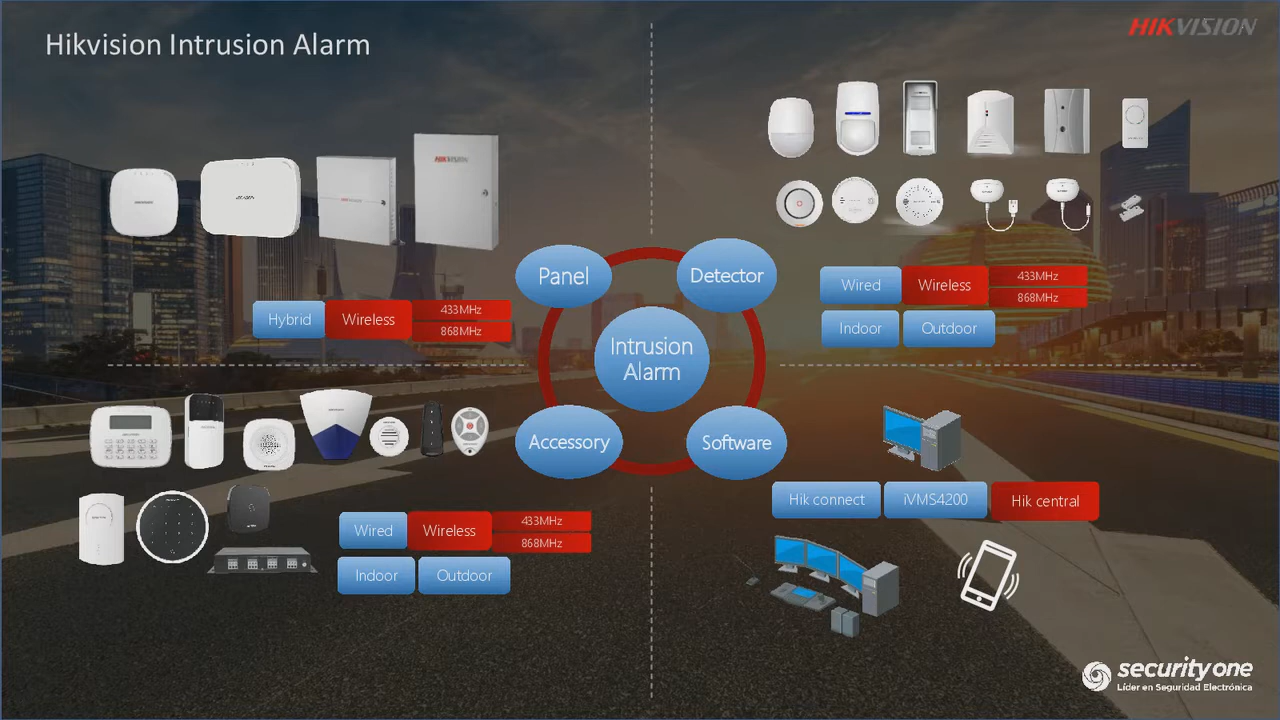 Hikvision Intrusion Alarm
HIKVISION
HIKVISION
Panel
Detector
Hybrid
Wireless
433MHz
868MHz
Wired
Wireless
433MHz
868MHz
Indoor
Outdoor
Intrusion
Alarm
Accessory
Software
Wired
Wireless
433MHz
868MHz
Indoor
Outdoor
Hik connect
iVMS4200
Hik central
security one
Líder en Seguridad Electrónica